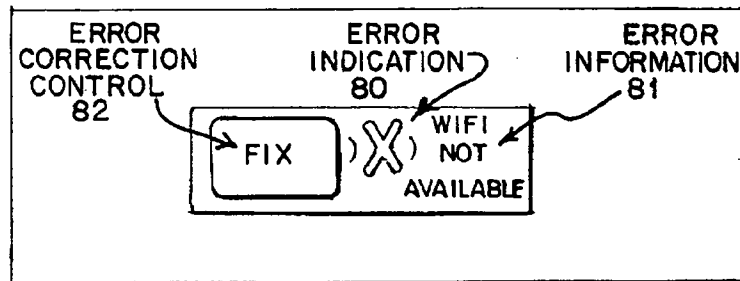 ERROR
CORRECTION
CONTROL
82
ERROR
INDICATION
80
ERROR
INFORMATION
81
FIX
WIFI
NOT
AVAILABLE